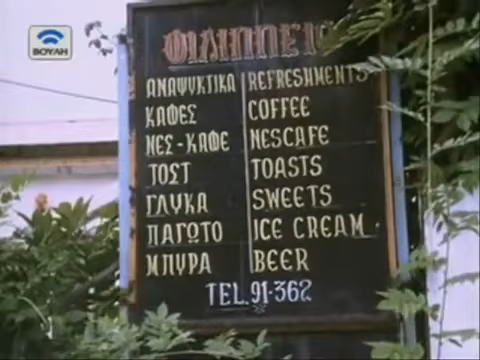 ΒΟΥΛΗ
ΑΝΑΨΥΚΤΙΚΑ REFRESHMENTS
ΚΑΦΕΣ COFFEE
ΝΕΣ-ΚΑΦΕ NESCAFE
ΤΟΣΤ TOASTS
ΓΛΥΚΑ SWEETS
ΠΑΓΩΤΟ ICE CREAM
ΜΠΥΡΑ BEER
TEL. 91-362